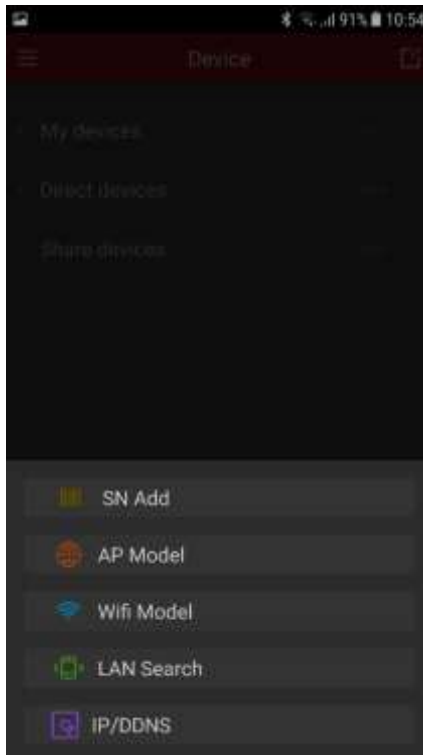 91% 10:54
Device
My devices
Direct devices
Share devices
SN Add
AP Model
Wifi Model
LAN Search
IP/DDNS